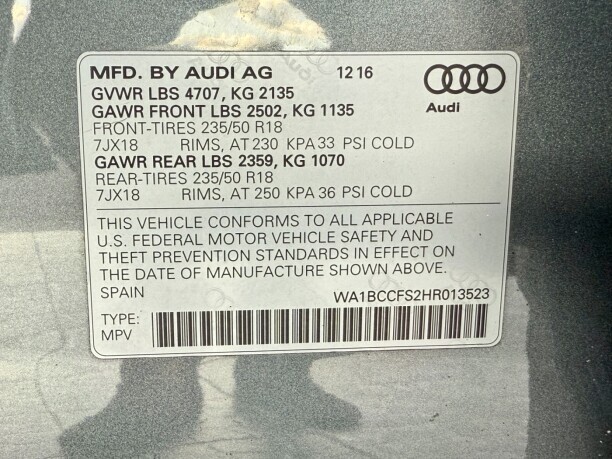 MFD. BY AUDI AG 12 16
GVWR LBS 4707, KG 2135
GAWR FRONT LBS 2502, KG 1135
Audi
FRONT-TIRES 235/50 R18
7JX18 RIMS, AT 230 KPA 33 PSI COLD
GAWR REAR LBS 2359, KG 1070
REAR-TIRES 235/50 R18
7JX18 RIMS, AT 250 KPA 36 PSI COLD
THIS VEHICLE CONFORMS TO ALL APPLICABLE
U.S. FEDERAL MOTOR VEHICLE SAFETY AND
THEFT PREVENTION STANDARDS IN EFFECT ON
THE DATE OF MANUFACTURE SHOWN ABOVE.
SPAIN WA1BCCFS2HR013523
TYPE:
MPV